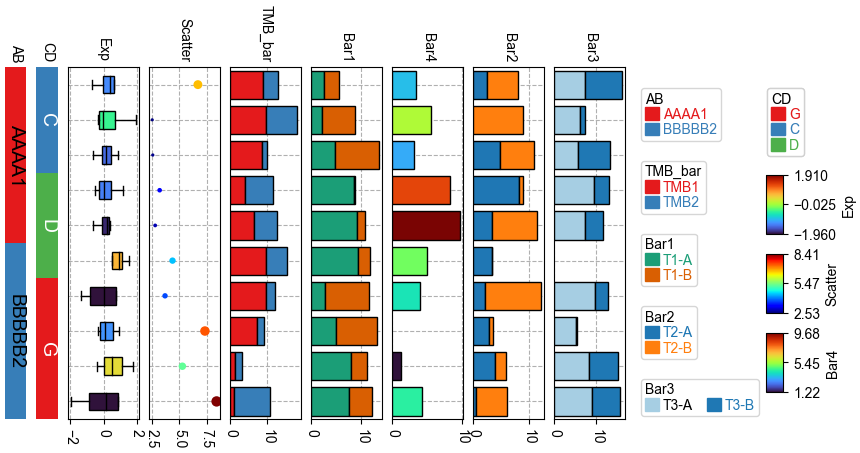 AB
CD
Exp
Scatter
TMB_bar
Bar1
Bar4
Bar2
Bar3
AAAA1
BBBBB2
C
D
G
−2 0 2
2.5 5.0 7.5
0 10
0 10
0 10
0 10
0 10
AB
AAAA1
BBBBB2
TMB_bar
TMB1
TMB2
Bar1
T1-A
T1-B
Bar2
T2-A
T2-B
Bar3
T3-A T3-B
CD
G
C
D
1.910
−0.025
−1.960
Exp
8.41
5.47
2.53
Scatter
9.68
5.45
1.22
Bar4